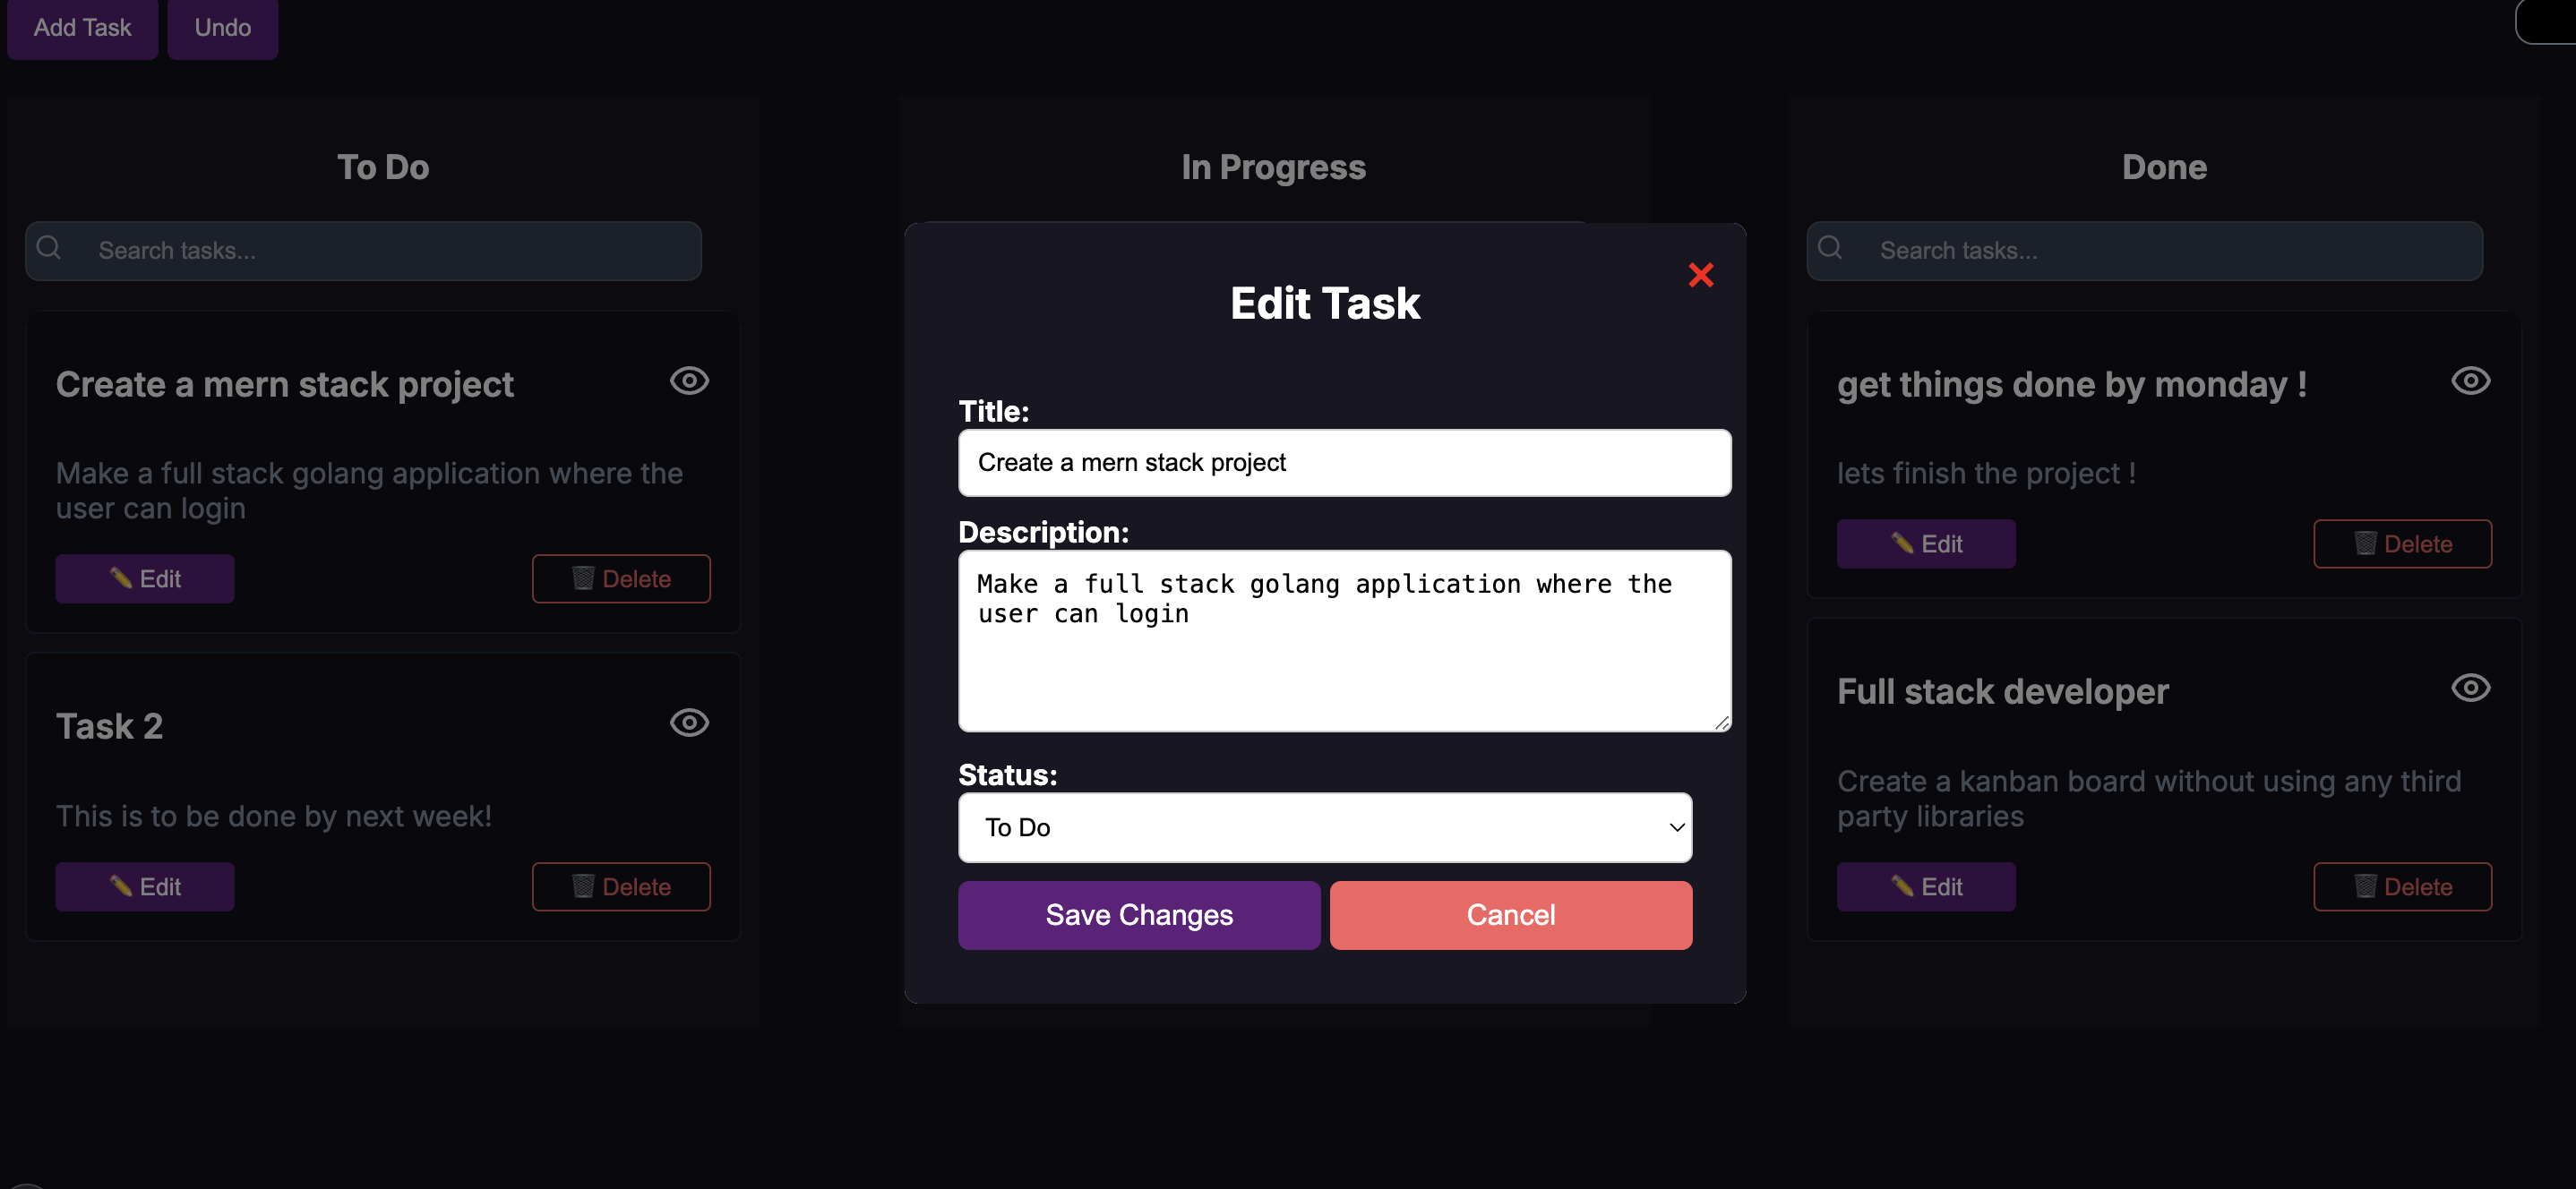 Add Task
Undo
To Do
Search tasks...
Create a mern stack project
Make a full stack golang application where the
user can login
✏️ Edit
🗑️ Delete
Task 2
This is to be done by next week!
✏️ Edit
🗑️ Delete
In Progress
Edit Task
Title:
Create a mern stack project
Description:
Make a full stack golang application where the
user can login
Status:
To Do
Save Changes
Cancel
Done
Search tasks...
get things done by monday !
lets finish the project !
✏️ Edit
🗑️ Delete
Full stack developer
Create a kanban board without using any third
party libraries
✏️ Edit
🗑️ Delete